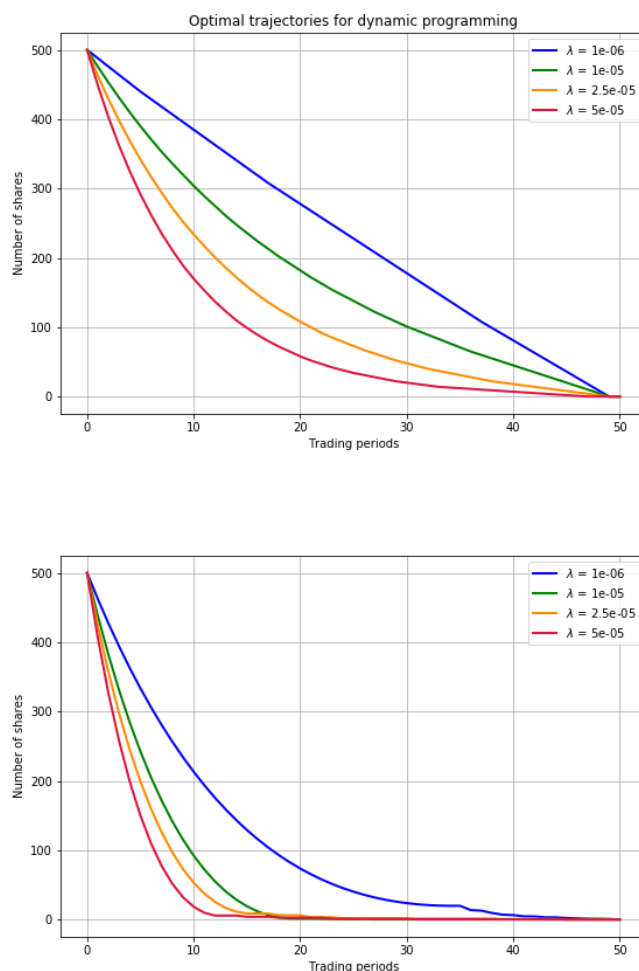 Optimal trajectories for dynamic programming
500
400
300
200
100
0
Number of shares
λ = 1e-06
λ = 1e-05
λ = 2.5e-05
λ = 5e-05
0 10 20 30 40 50
Trading periods
500
400
300
200
100
0
Number of shares
λ = 1e-06
λ = 1e-05
λ = 2.5e-05
λ = 5e-05
0 10 20 30 40 50
Trading periods